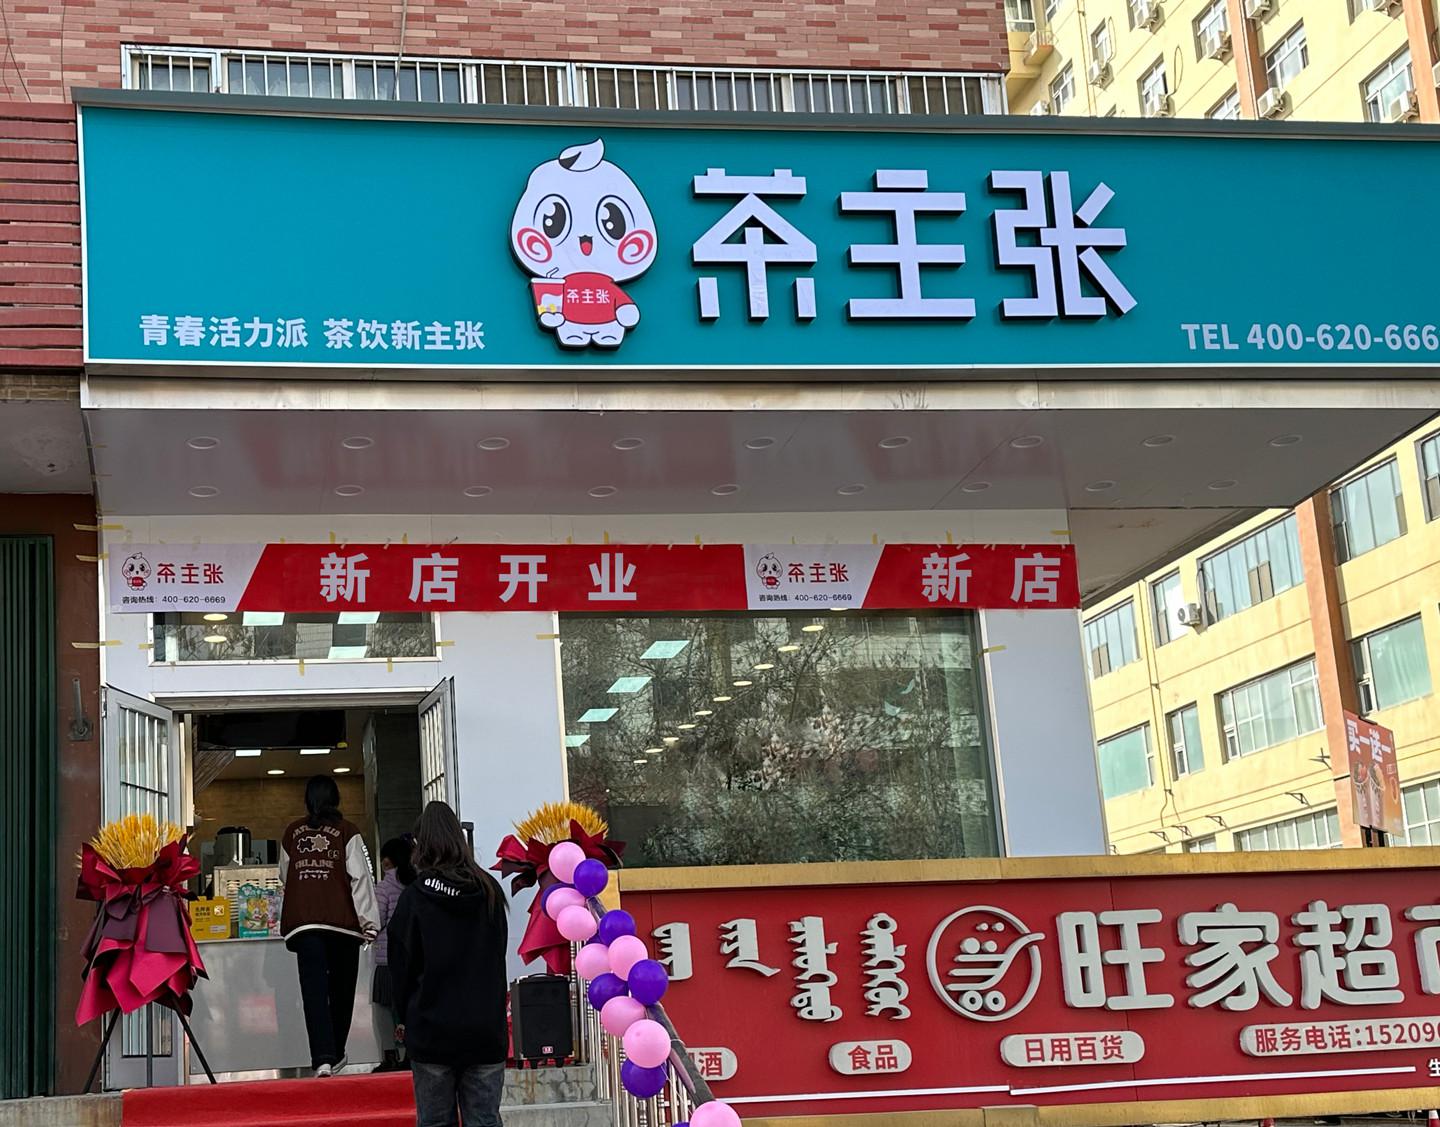 茶主张
茶主张
青春活力派 茶饮新主张
TEL 400-620-666
茶主张
咨询热线：400-620-6669
新店开业
茶主张
咨询热线：400-620-6669
新店
买一送一
旺家超市
酒
食品
日用百货
服务电话:15209